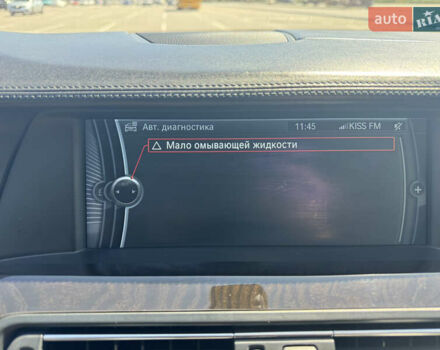 auto RIA
Авт. диагностика 11:45 KISS FM
Мало омывающей жидкости